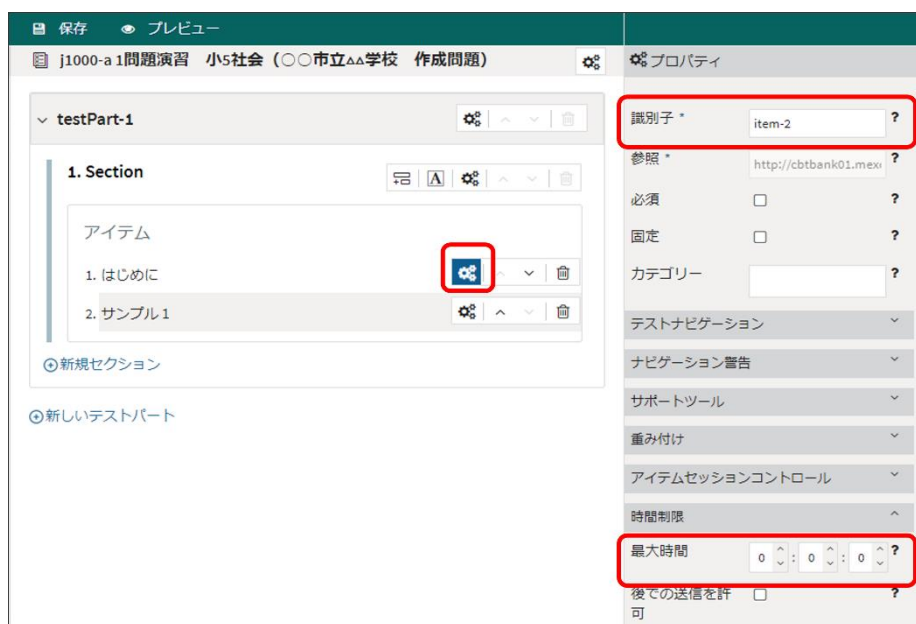 保存 プレビュー
j1000-a 1問題演習 小5社会（○○市立△△学校 作成問題）
testPart-1
1. Section
A
アイテム
1. はじめに
2. サンプル1
新規セクション
新しいテストパート
プロパティ
識別子 * item-2 ?
参照 * http://cbtbank01.mex ?
必須 ?
固定 ?
カテゴリー ?
テストナビゲーション
ナビゲーション警告
サポートツール
重み付け
アイテムセッションコントロール
時間制限
最大時間 0 : 0 : 0 ?
後での送信を許 ?
可